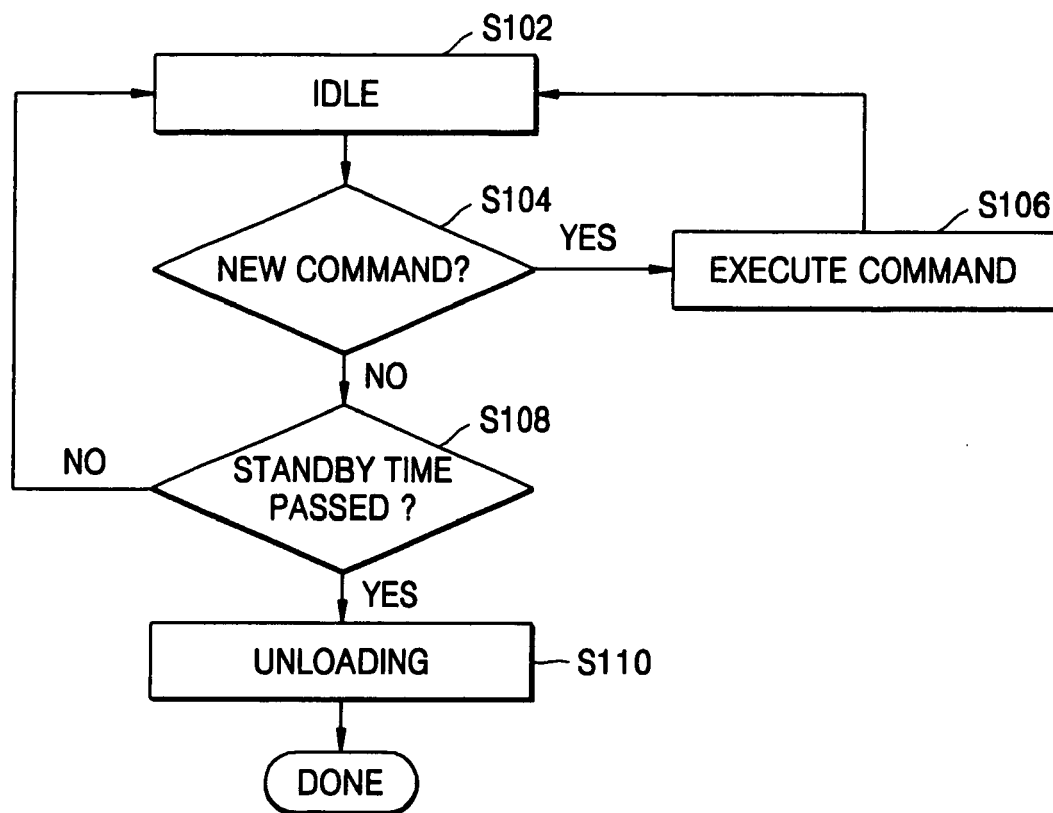 S102
IDLE
S104
NEW COMMAND?
YES
S106
EXECUTE COMMAND
NO
S108
STANDBY TIME
PASSED ?
NO
YES
UNLOADING
S110
DONE